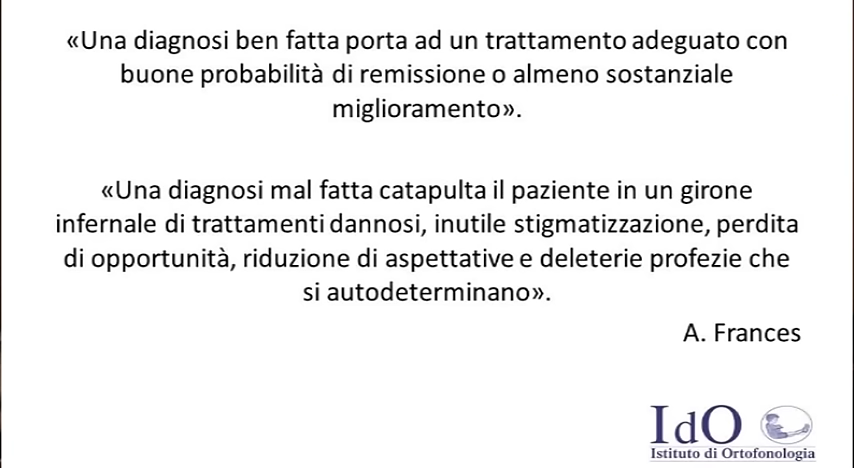 «Una diagnosi ben fatta porta ad un trattamento adeguato con
buone probabilità di remissione o almeno sostanziale
miglioramento».
«Una diagnosi mal fatta catapulta il paziente in un girone
infernale di trattamenti dannosi, inutile stigmatizzazione, perdita
di opportunità, riduzione di aspettative e deleterie profezie che
si autodeterminano».
A. Frances
IdO
Istituto di Ortofonologia